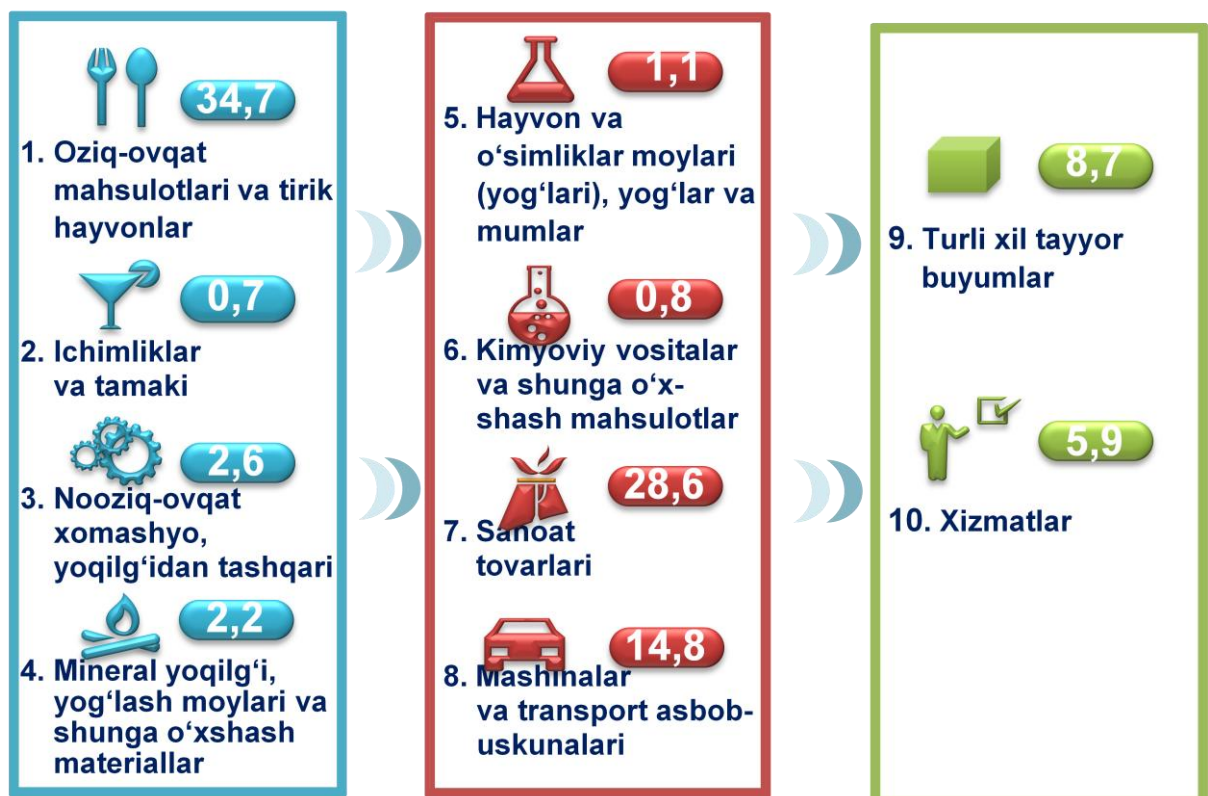 34,7
1. Oziq-ovqat
mahsulotlari va tirik
hayvonlar
0,7
2. Ichimliklar
va tamaki
2,6
3. Nooziq-ovqat
xomashyo,
yoqilg‘idan tashqari
2,2
4. Mineral yoqilg‘i,
yog‘lash moylari va
shunga o‘xshash
materiallar
1,1
5. Hayvon va
o‘simliklar moylari
(yog‘lari), yog‘lar va
mumlar
0,8
6. Kimyoviy vositalar
va shunga o‘x-
shash mahsulotlar
28,6
7. Sanoat
tovarlari
14,8
8. Mashinalar
va transport asbob-
uskunalari
8,7
9. Turli xil tayyor
buyumlar
5,9
10. Xizmatlar